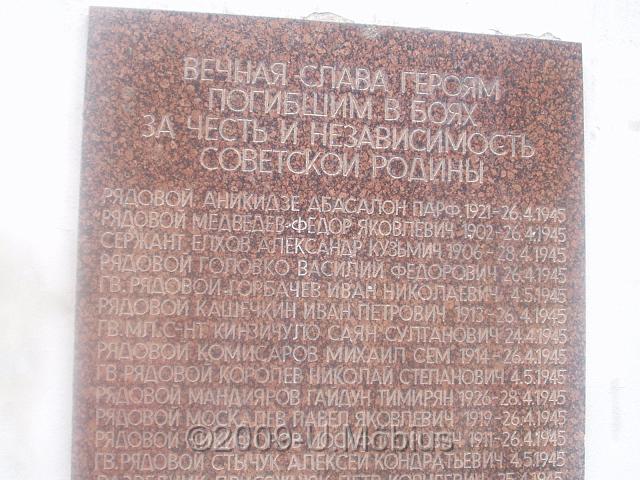 ВЕЧНАЯ СЛАВА ГЕРОЯМ
ПОГИБШИМ В БОЯХ
ЗА ЧЕСТЬ И НЕЗАВИСИМОСТЬ
СОВЕТСКОЙ РОДИНЫ
РЯДОВОЙ АНИКИДЗЕ АБАСАЛОН ПАРФ. 1921-26.4.1945
РЯДОВОЙ МЕДВЕДЕВ ФЕДОР ЯКОВЛЕВИЧ 1902-26.4.1945
СЕРЖАНТ ЕЛХОВ АЛЕКСАНДР КУЗЬМИЧ 1906-28.4.1945
РЯДОВОЙ ГОЛОВКО ВАСИЛИЙ ФЕДОРОВИЧ 26.4.1945
ГВ. РЯДОВОЙ ГОРБАЧЕВ ИВАН НИКОЛАЕВИЧ 4.5.1945
РЯДОВОЙ КАШЕЧКИН ИВАН ПЕТРОВИЧ 1913-26.4.1945
ГВ. МЛ. С-НТ КИНЗИЧУЛО САЯН СУЛТАНОВИЧ 24.4.1945
РЯДОВОЙ КОМИСАРОВ МИХАИЛ СЕМ. 1914-26.4.1945
ГВ. РЯДОВОЙ КОРОЛЕВ НИКОЛАЙ СТЕПАНОВИЧ 4.5.1945
РЯДОВОЙ МАНДИЯРОВ ГАЙДУН ТИМИРЯН 1926-28.4.1945
РЯДОВОЙ МОСКАЛЕВ ПАВЕЛ ЯКОВЛЕВИЧ 1919-26.4.1945
1911-26.4.1945
©2009 W. Mobius
ГВ. РЯДОВОЙ СТЫЧУК АЛЕКСЕЙ КОНДРАТЬЕВИЧ 4.5.1945